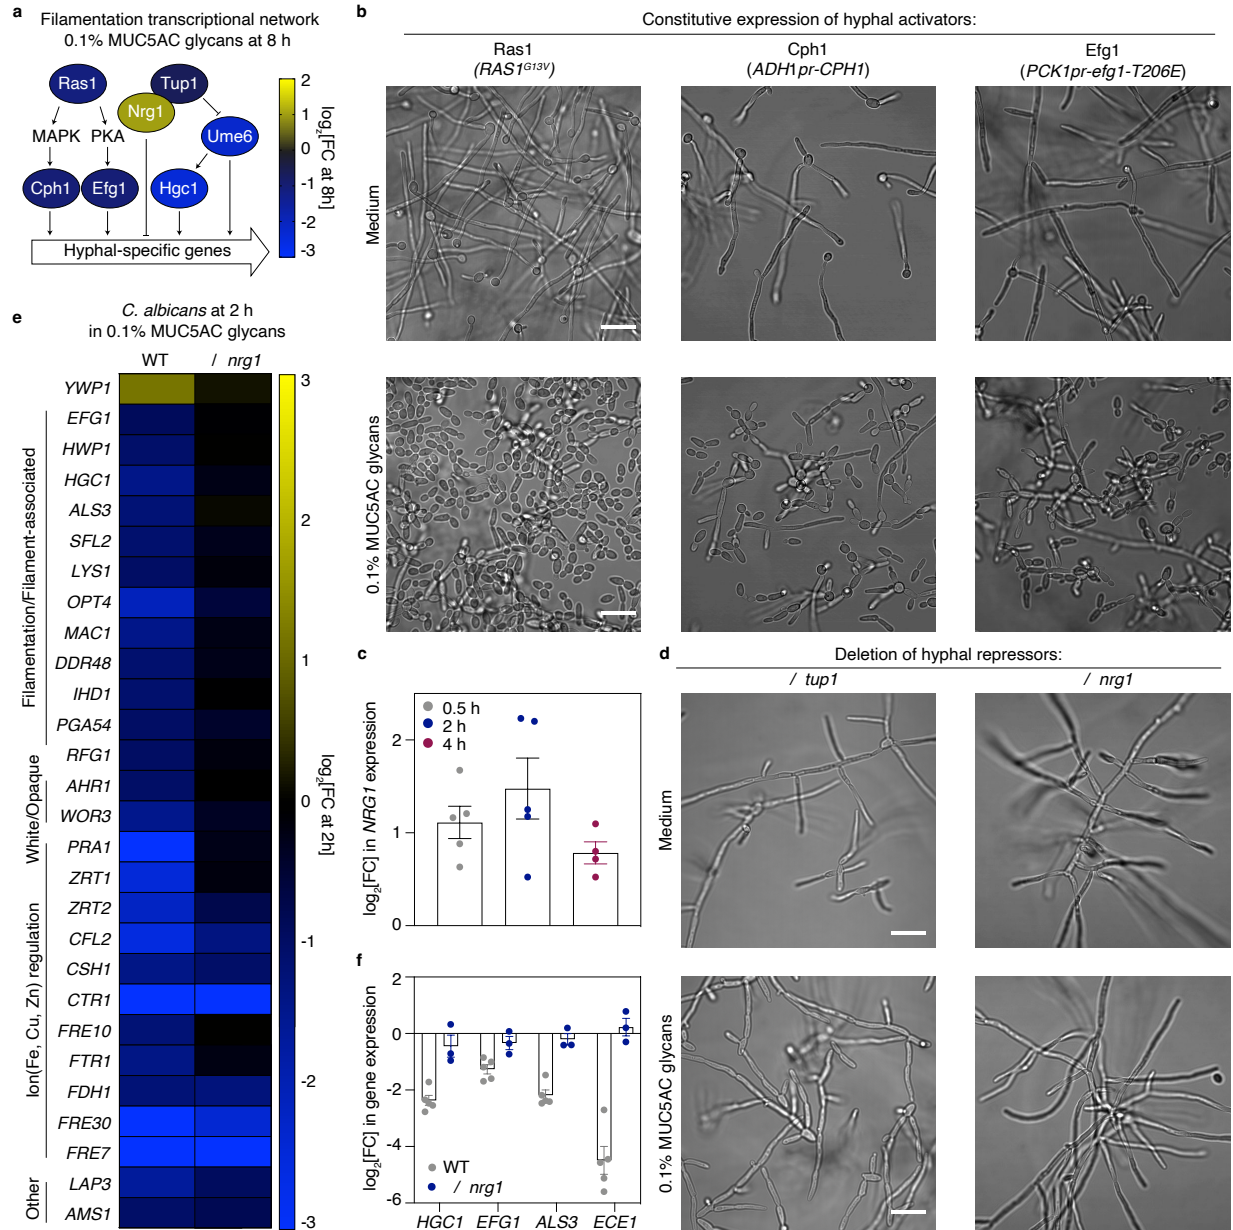 a
Filamentation transcriptional network
0.1% MUC5AC glycans at 8 h
Ras1
Tup1
Nrg1
MAPK
PKA
Ume6
Cph1
Efg1
Hgc1
Hyphal-specific genes
2
1
0
-1
-2
-3
log2[FC at 8h]
b
Constitutive expression of hyphal activators:
Ras1
(RAS1G13V)
Cph1
(ADH1pr-CPH1)
Efg1
(PCK1pr-efg1-T206E)
Medium
0.1% MUC5AC glycans
c
log2[FC] in NRG1 expression
2
1
0
0.5 h
2 h
4 h
d
Deletion of hyphal repressors:
/ tup1
/ nrg1
Medium
0.1% MUC5AC glycans
e
C. albicans at 2 h
in 0.1% MUC5AC glycans
WT
/ nrg1
YWP1
Filamentation/Filament-associated
EFG1
HWP1
HGC1
ALS3
SFL2
LYS1
OPT4
MAC1
DDR48
IHD1
PGA54
RFG1
White/Opaque
AHR1
WOR3
Ion(Fe, Cu, Zn) regulation
PRA1
ZRT1
ZRT2
CFL2
CSH1
CTR1
FRE10
FTR1
FDH1
FRE30
FRE7
Other
LAP3
AMS1
3
2
1
0
-1
-2
-3
log2[FC at 2h]
f
log2[FC] in gene expression
2
0
-2
-4
-6
WT
/ nrg1
HGC1
EFG1
ALS3
ECE1